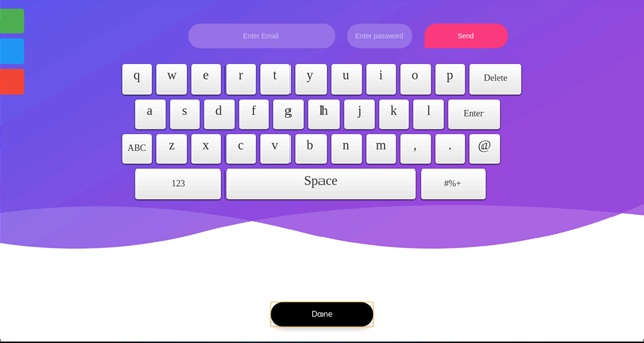 Enter Email Enter password Send
q w e r t y u i o p Delete
a s d f g h j k l Enter
ABC z x c v b n m , . @
123 Space #%+
Done